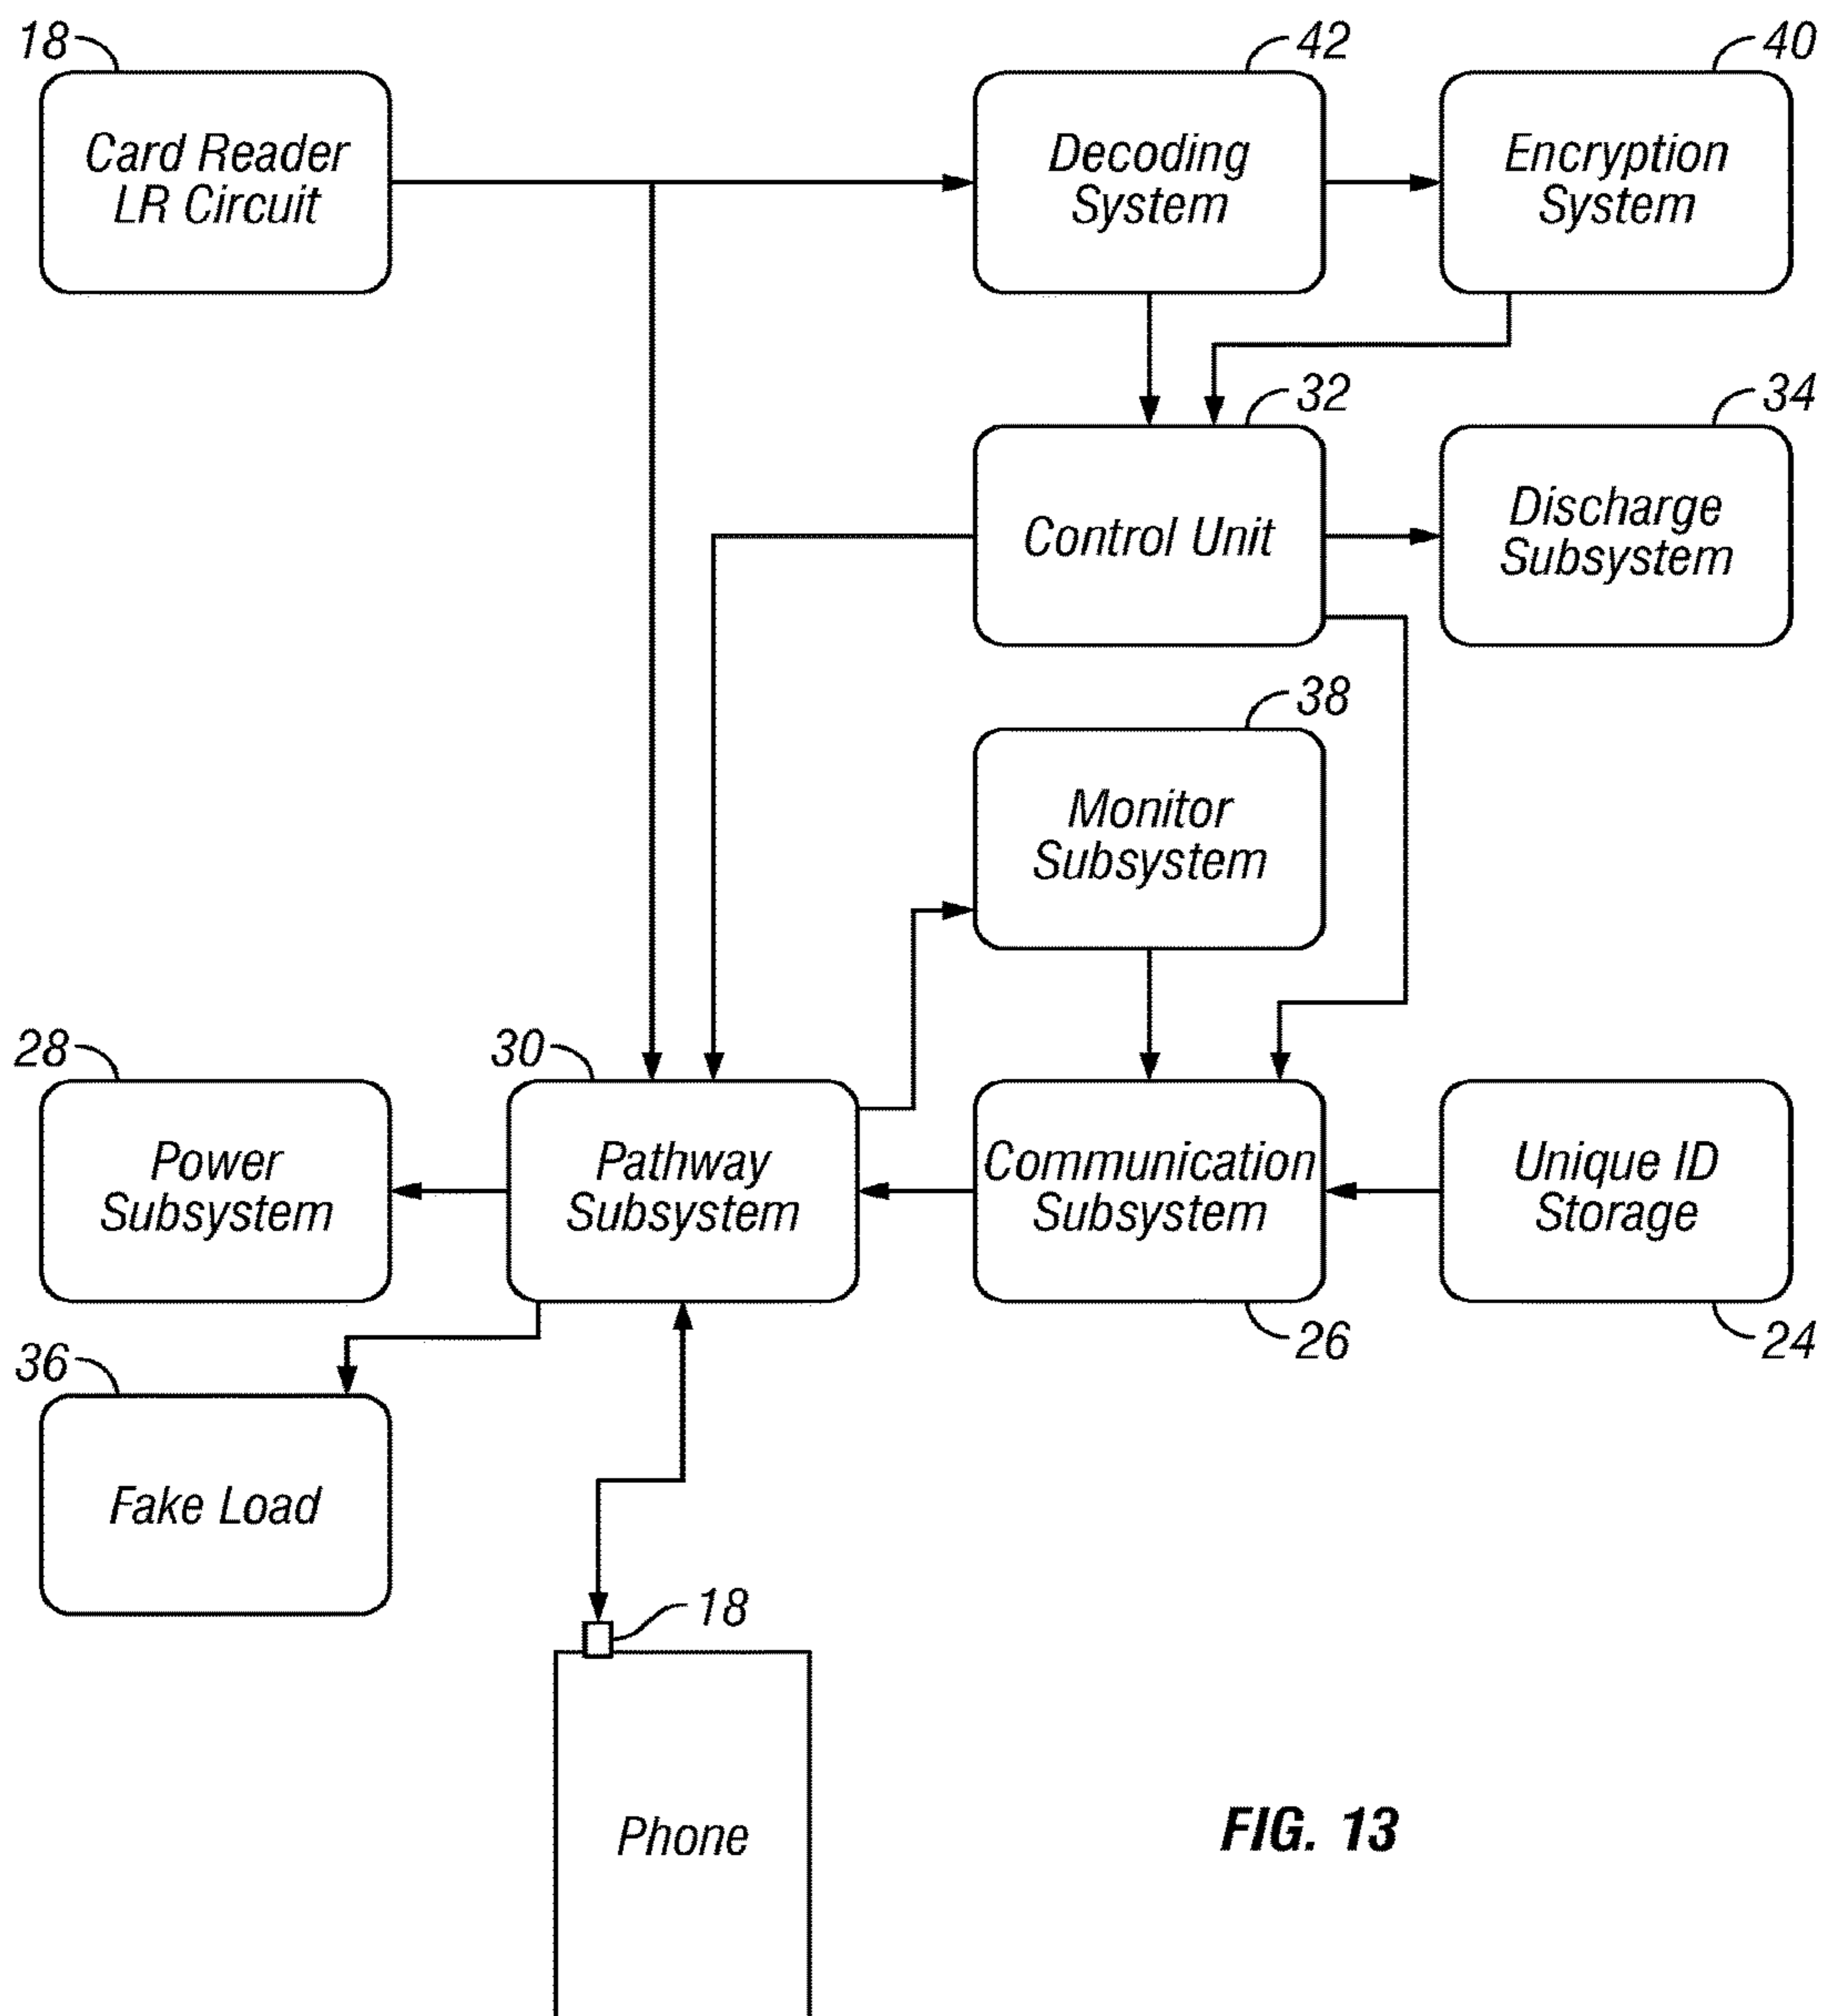 18
42
40
Card Reader
LR Circuit
Decoding
System
Encryption
System
32
34
Control Unit
Discharge
Subsystem
38
Monitor
Subsystem
28
30
Power
Subsystem
Pathway
Subsystem
Communication
Subsystem
Unique ID
Storage
26
24
36
Fake Load
18
Phone
FIG. 13